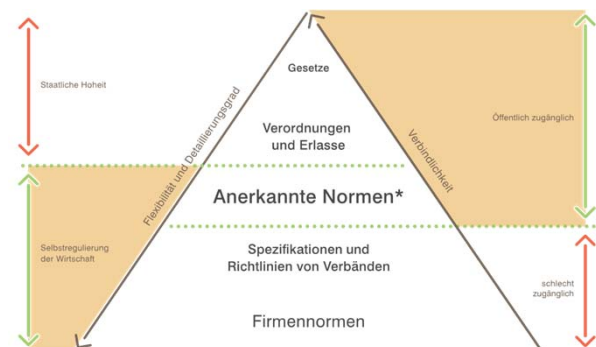 Gesetze
Staatliche Hoheit
Flexibilität und Detaillierungsgrad
Verordnungen
und Erlasse
Verbindlichkeit
Öffentlich zugänglich
Anerkannte Normen*
Selbstregulierung
der Wirtschaft
Spezifikationen und
Richtlinien von Verbänden
schlecht
zugänglich
Firmennormen